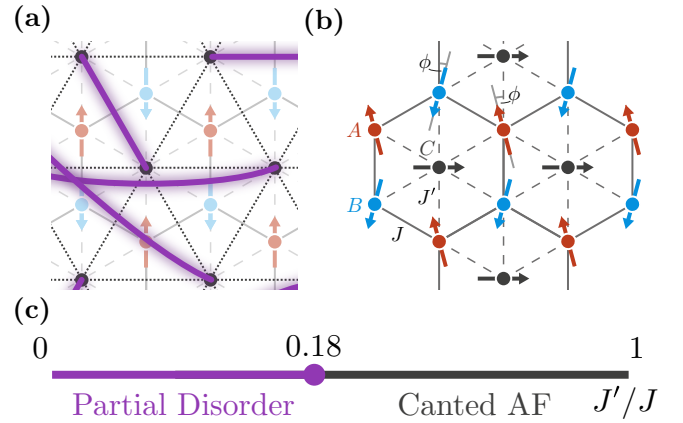 (a)
(b)
ϕ
ϕ
A
C
B
J′
J
(c)
0
0.18
1
Partial Disorder
Canted AF
J′/J